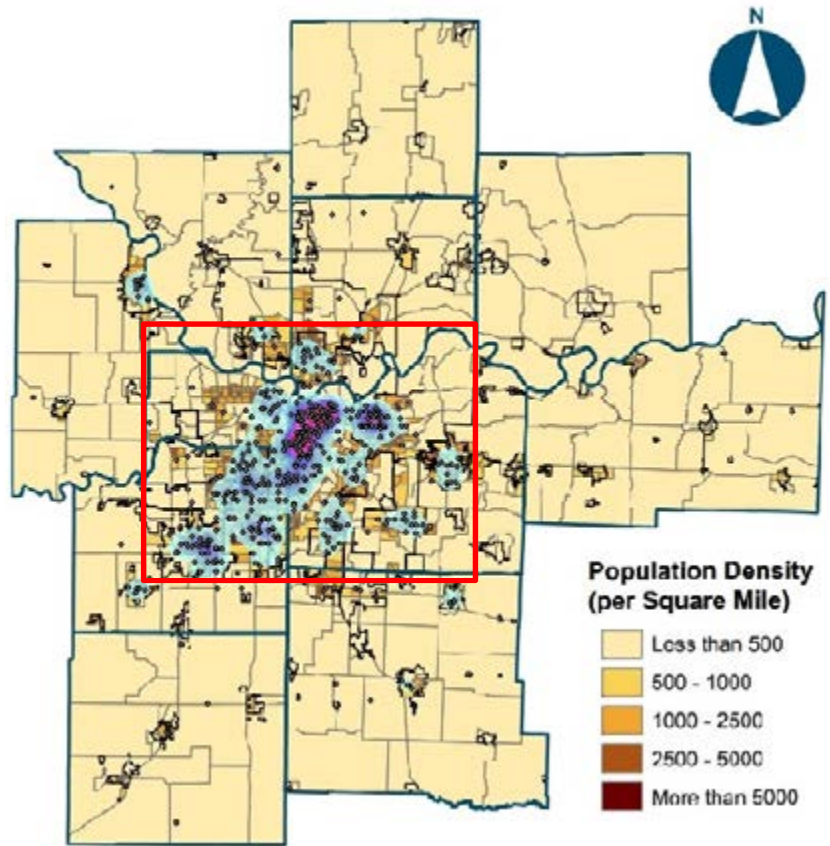 N
Population Density
(per Square Mile)
Less than 500
500 - 1000
1000 - 2500
2500 - 5000
More than 5000